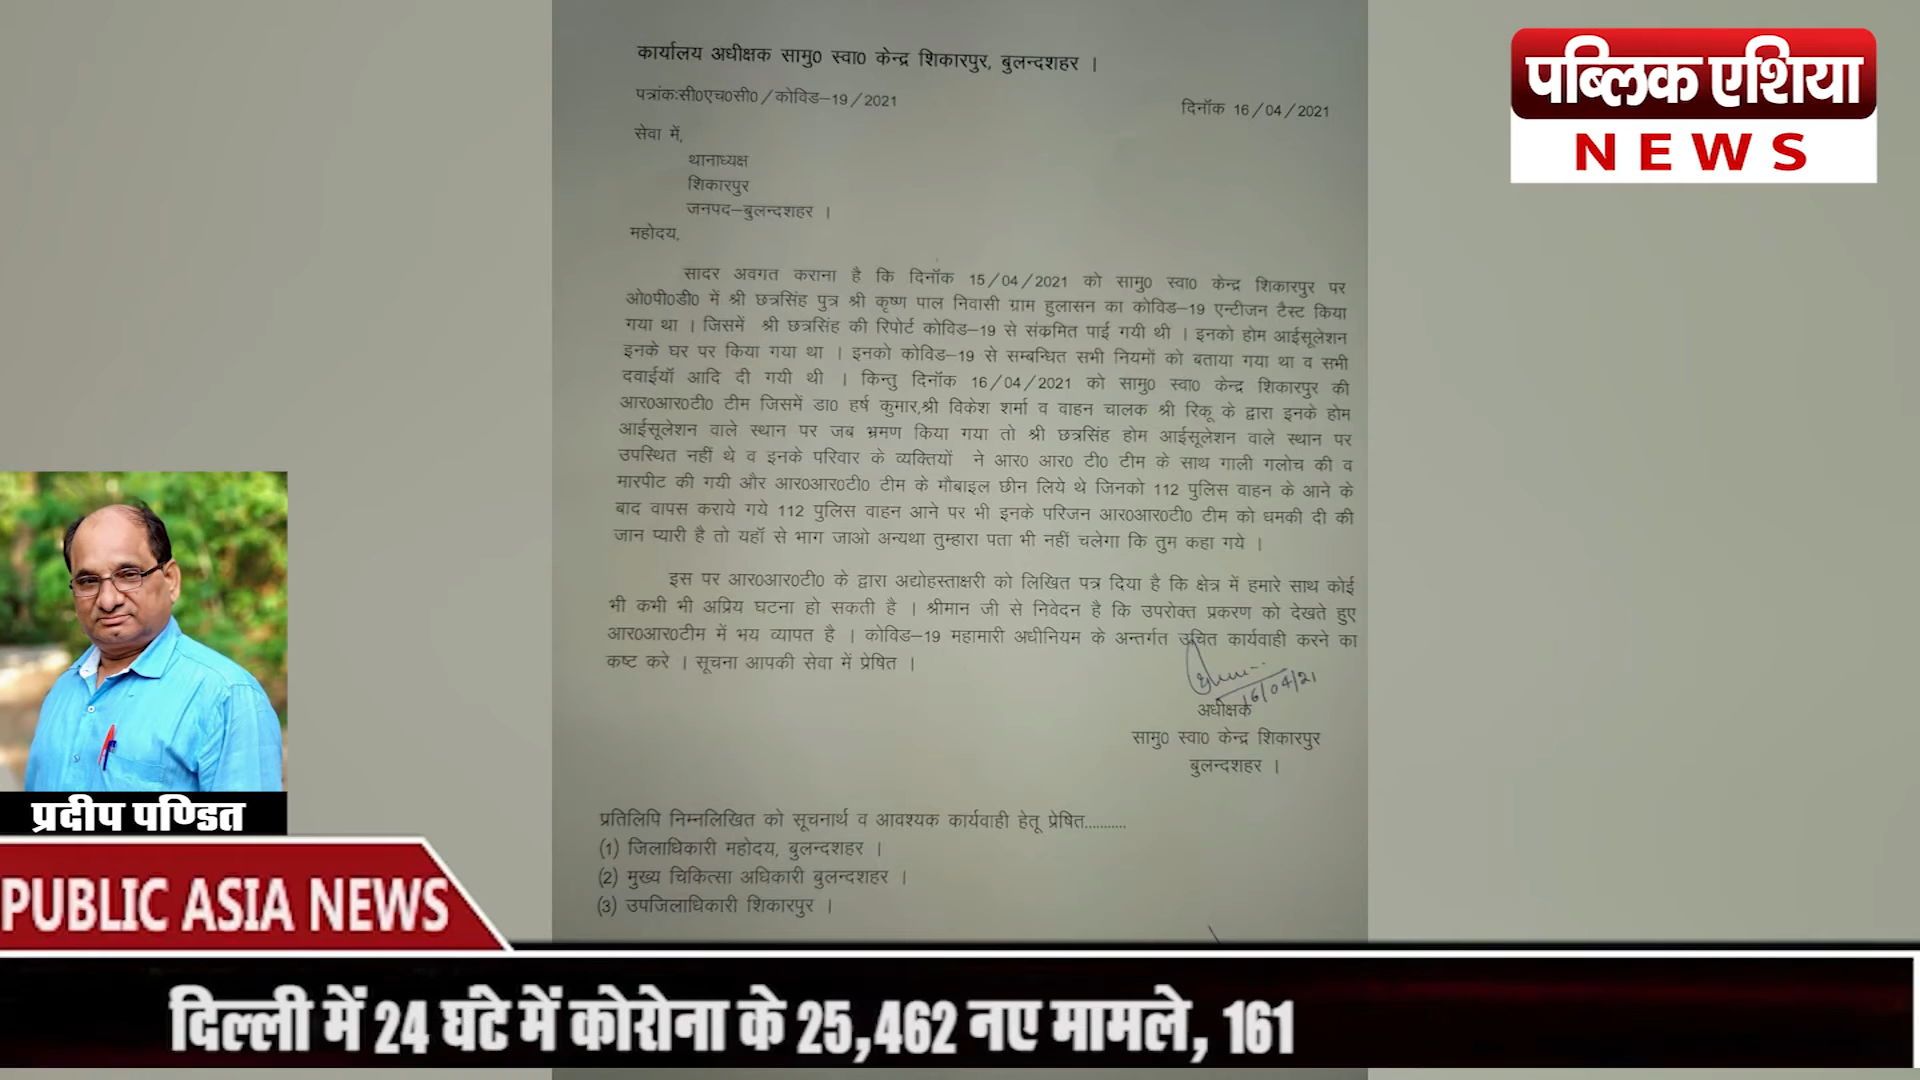 कार्यालय अधीक्षक सामु0 स्वा0 केन्द्र शिकारपुर, बुलन्दशहर ।
पत्रांक:सी0एच0सी0/कोविड–19/2021
दिनॉक 16/04/2021
सेवा में,
थानाध्यक्ष
शिकारपुर
जनपद–बुलन्दशहर ।
महोदय,
सादर अवगत कराना है कि दिनॉक 15/04/2021 को सामु0 स्वा0 केन्द्र शिकारपुर पर
ओ0पी0डी0 में श्री छत्रसिंह पुत्र श्री कृष्ण पाल निवासी ग्राम हुलासन का कोविड–19 एन्टीजन टैस्ट किया
गया था । जिसमें श्री छत्रसिंह की रिपोर्ट कोविड–19 से संक्रमित पाई गयी थी । इनको होम आईसूलेशन
इनके घर पर किया गया था । इनको कोविड–19 से सम्बन्धित सभी नियमों को बताया गया था व सभी
दवाईयॉ आदि दी गयी थी । किन्तु दिनॉक 16/04/2021 को सामु0 स्वा0 केन्द्र शिकारपुर की
आर0आर0टी0 टीम जिसमें डा0 हर्ष कुमार,श्री विकेश शर्मा व वाहन चालक श्री रिकू के द्वारा इनके होम
आईसूलेशन वाले स्थान पर जब भ्रमण किया गया तो श्री छत्रसिंह होम आईसूलेशन वाले स्थान पर
उपस्थित नहीं थे व इनके परिवार के व्यक्तियों ने आर0 आर0 टी0 टीम के साथ गाली गलोच की व
मारपीट की गयी और आर0आर0टी0 टीम के मौबाइल छीन लिये थे जिनको 112 पुलिस वाहन के आने के
बाद वापस कराये गये 112 पुलिस वाहन आने पर भी इनके परिजन आर0आर0टी0 टीम को धमकी दी की
जान प्यारी है तो यहॉ से भाग जाओ अन्यथा तुम्हारा पता भी नहीं चलेगा कि तुम कहा गये ।
इस पर आर0आर0टी0 के द्वारा अद्योहस्ताक्षरी को लिखित पत्र दिया है कि क्षेत्र में हमारे साथ कोई
भी कभी भी अप्रिय घटना हो सकती है । श्रीमान जी से निवेदन है कि उपरोक्त प्रकरण को देखते हुए
आर0आर0टीम में भय व्यापत है । कोविड–19 महामारी अधीनियम के अन्तर्गत उचित कार्यवाही करने का
कष्ट करे । सूचना आपकी सेवा में प्रेषित ।
16/04/21
अधीक्षक
सामु0 स्वा0 केन्द्र शिकारपुर
बुलन्दशहर ।
प्रतिलिपि निम्नलिखित को सूचनार्थ व आवश्यक कार्यवाही हेतू प्रेषित...........
(1) जिलाधिकारी महोदय, बुलन्दशहर ।
(2) मुख्य चिकित्सा अधिकारी बुलन्दशहर ।
(3) उपजिलाधिकारी शिकारपुर ।
पब्लिक एशिया
NEWS
प्रदीप पण्डित
PUBLIC ASIA NEWS
दिल्ली में 24 घंटे में कोरोना के 25,462 नए मामले, 161